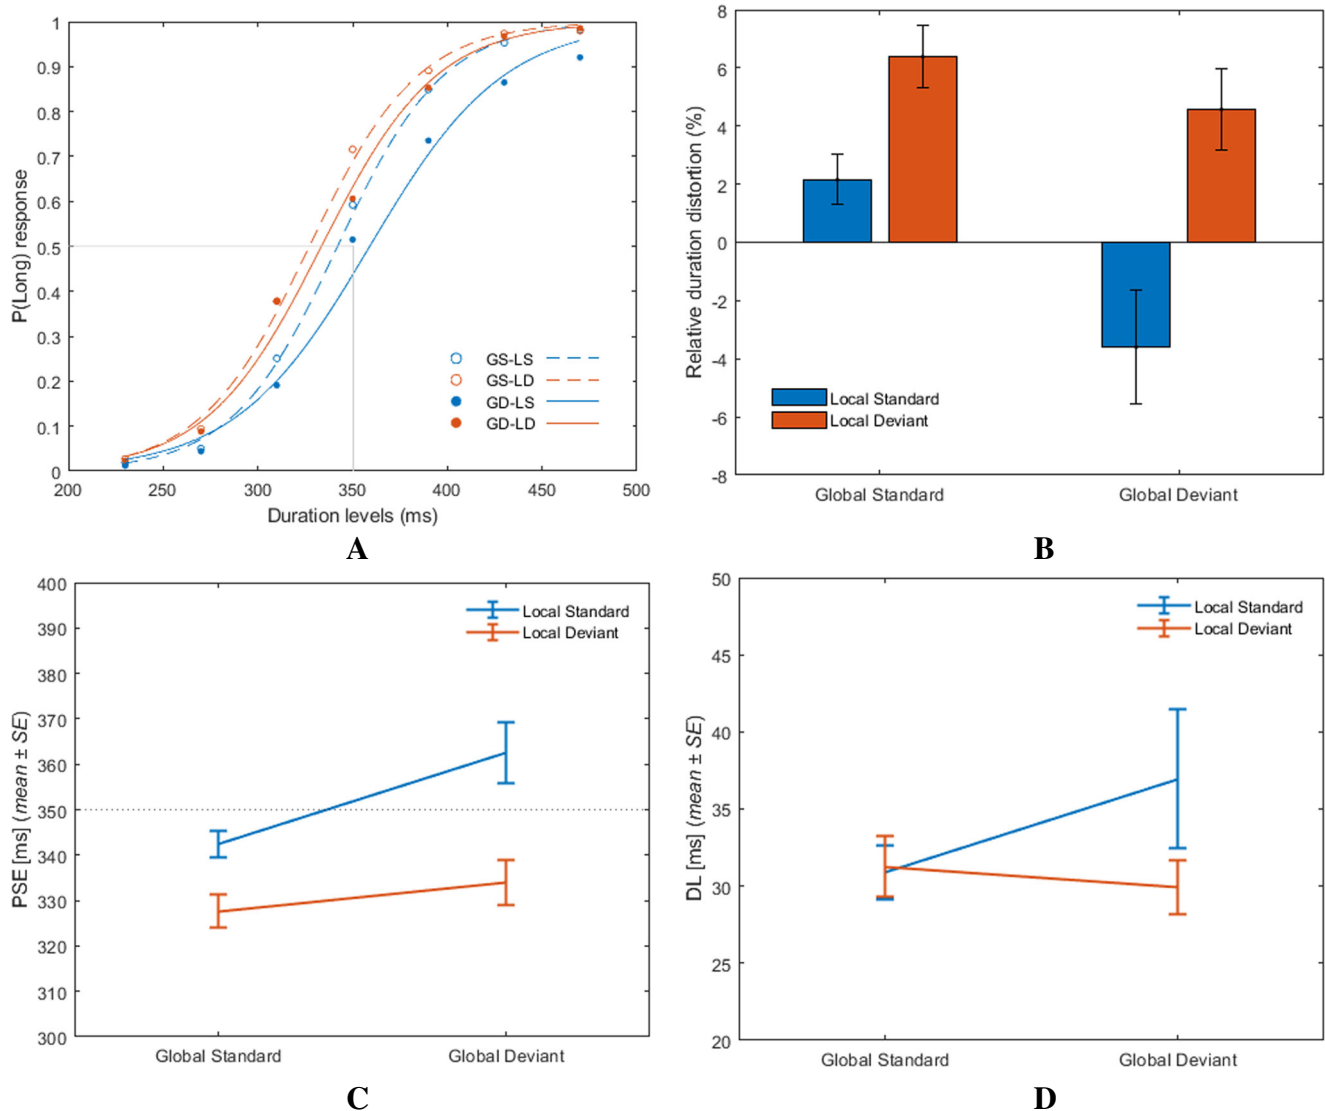 P(Long) response
1
0.9
0.8
0.7
0.6
0.5
0.4
0.3
0.2
0.1
0
200 250 300 350 400 450 500
Duration levels (ms)
GS-LS
GS-LD
GD-LS
GD-LD
A
Relative duration distortion (%)
8
6
4
2
0
-2
-4
-6
-8
Local Standard
Local Deviant
Global Standard Global Deviant
B
PSE [ms] (mean ± SE)
400
390
380
370
360
350
340
330
320
310
300
Local Standard
Local Deviant
Global Standard Global Deviant
C
DL [ms] (mean ± SE)
50
45
40
35
30
25
20
Local Standard
Local Deviant
Global Standard Global Deviant
D